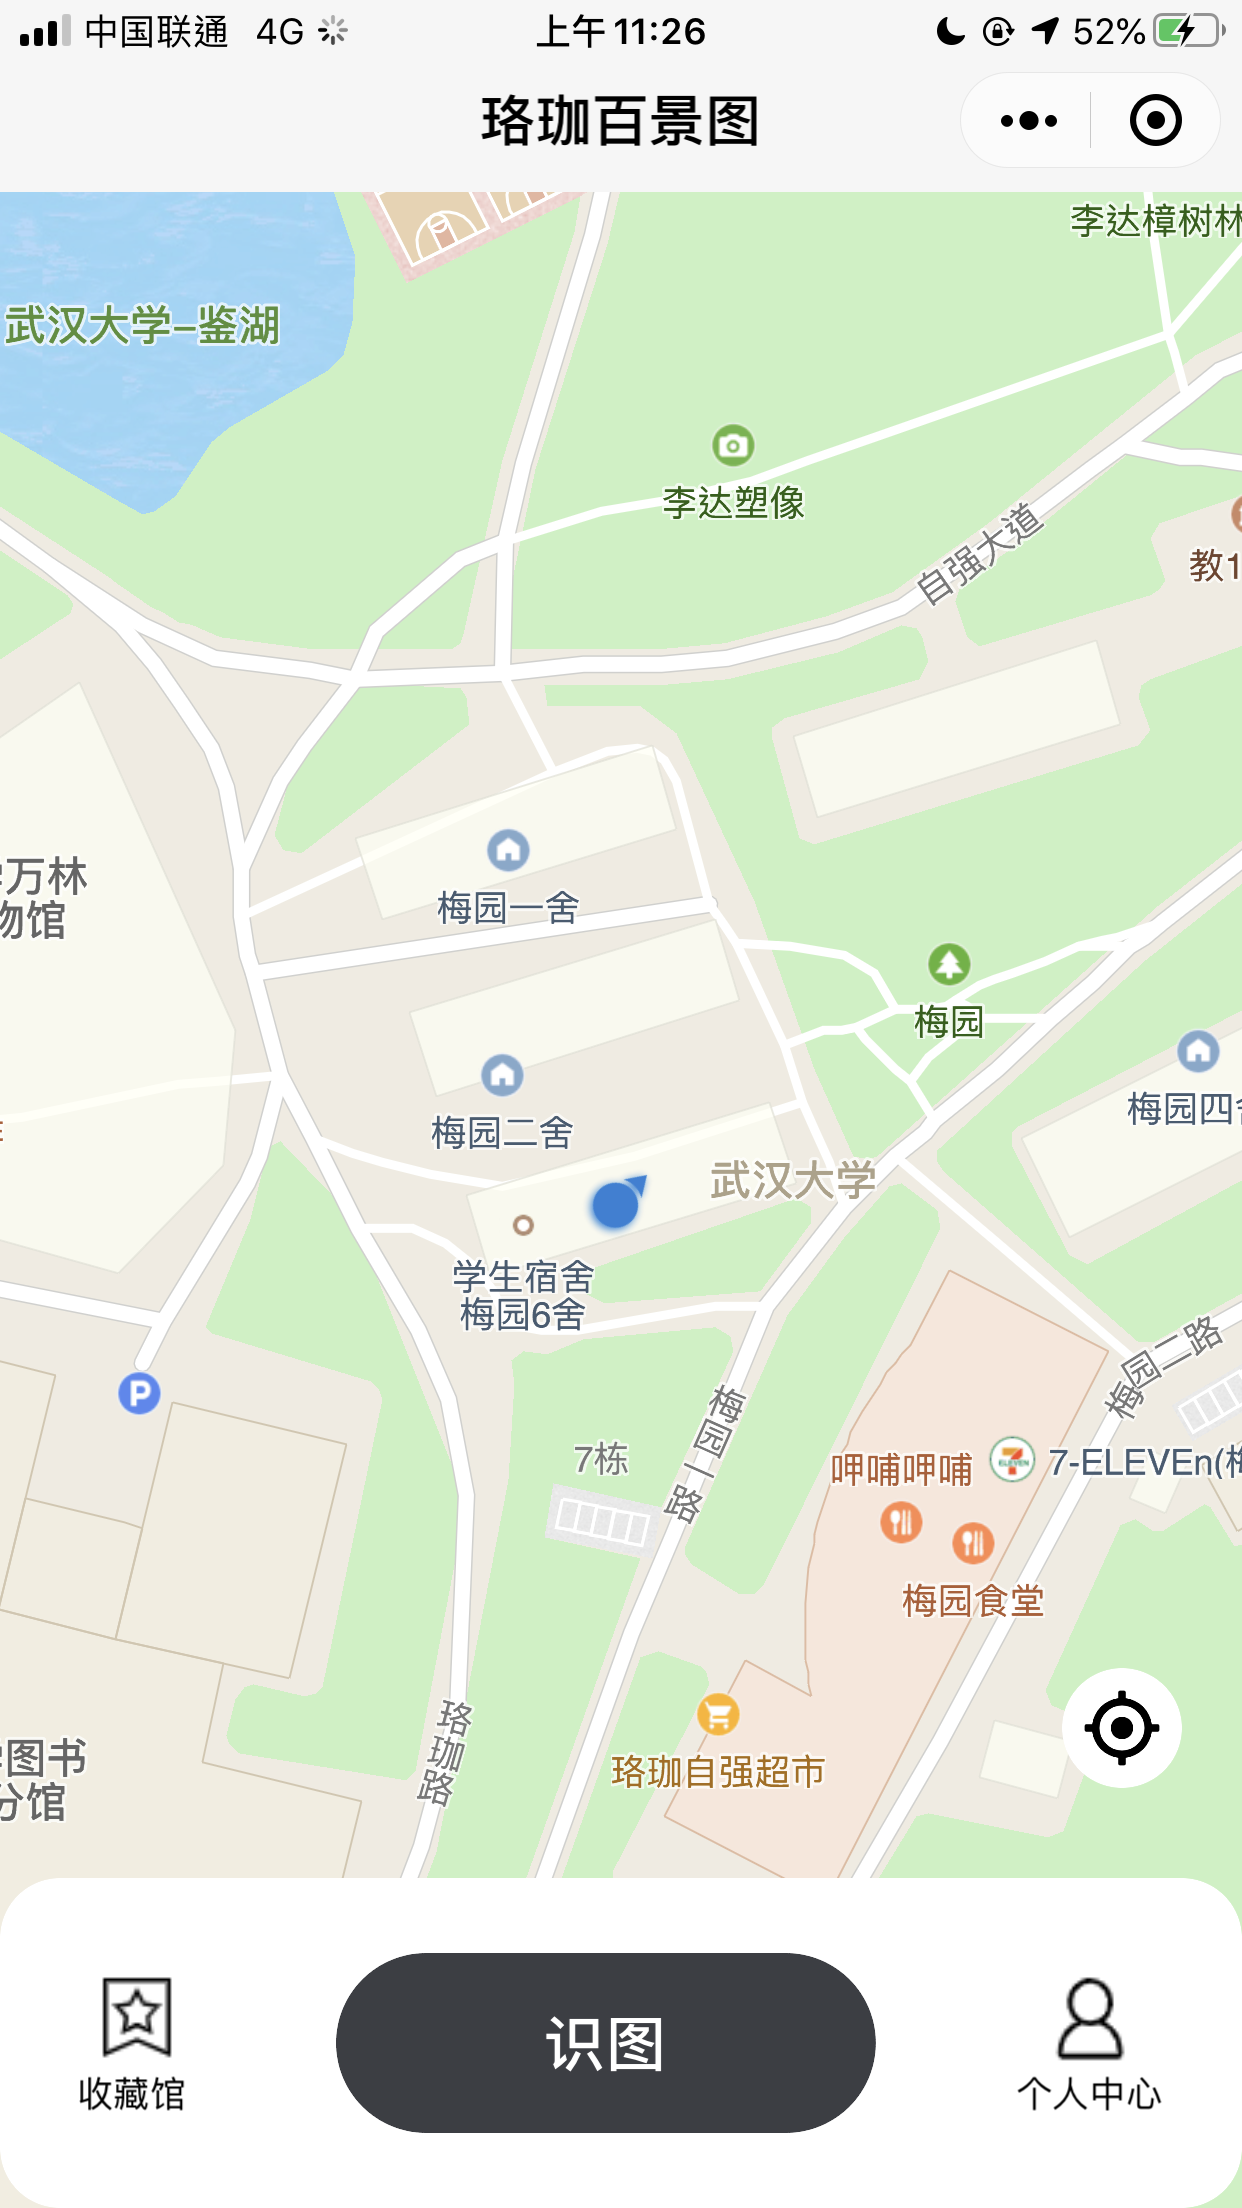 中国联通 4G 上午11:26 52%
珞珈百景图
李达樟树林
武汉大学-鉴湖
李达塑像
自强大道
教1
万林
物馆
梅园一舍
梅园
梅园四舍
梅园二舍
武汉大学
学生宿舍
梅园6舍
梅园二路
梅园一路
7栋
呷哺呷哺
7-ELEVEn(梅
梅园食堂
珞珈路
图书
分馆
珞珈自强超市
识图
收藏馆
个人中心